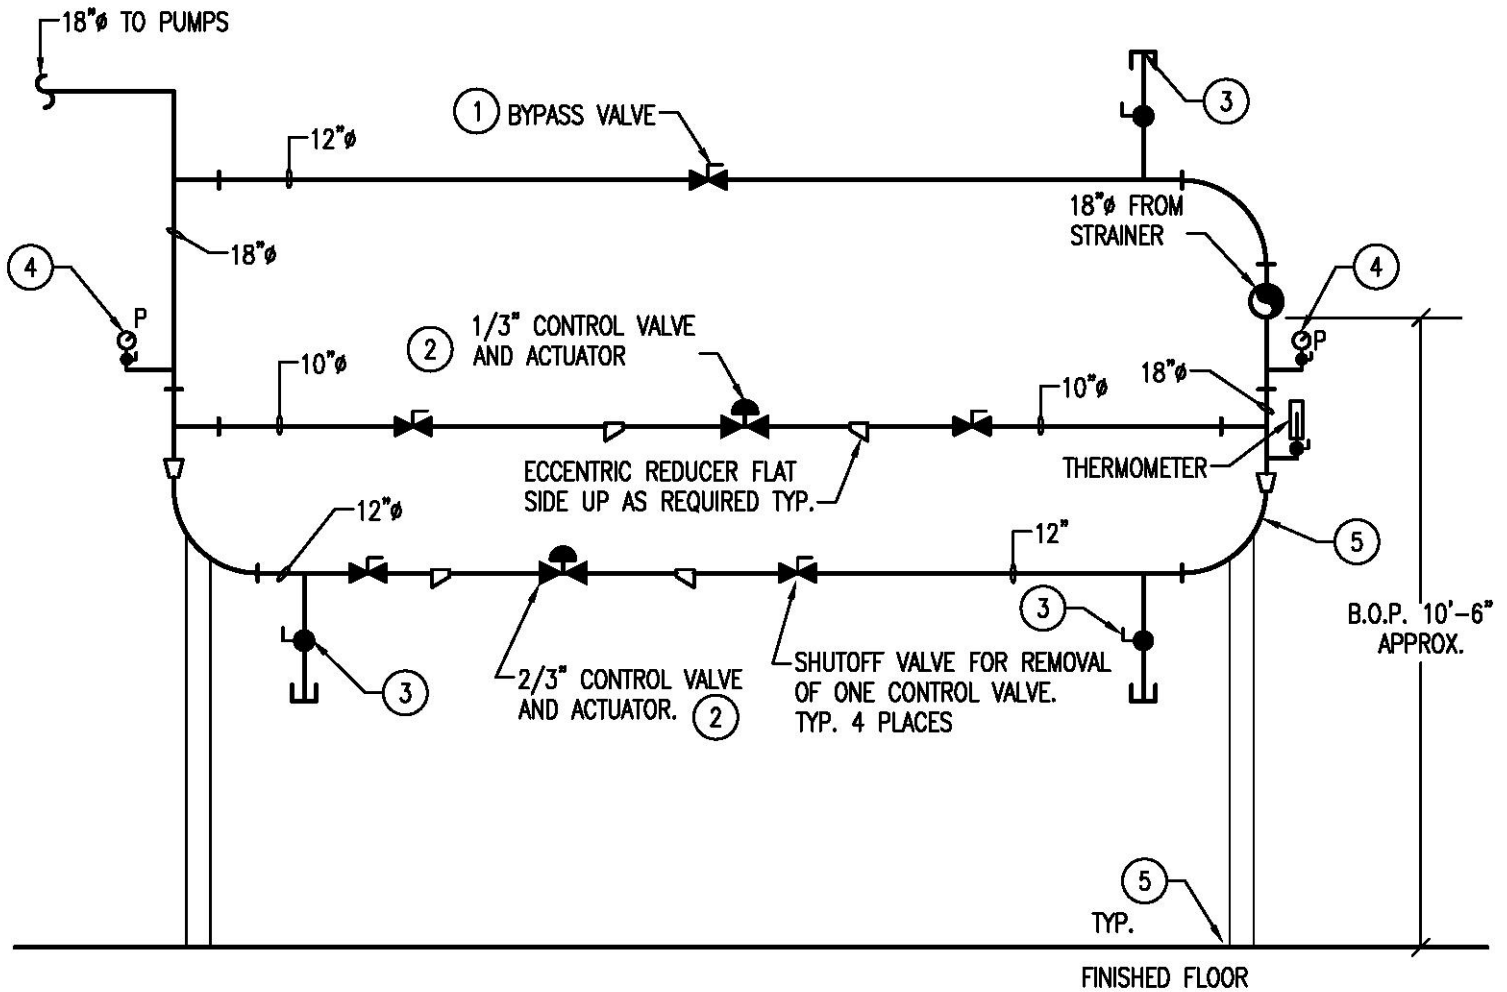 18"ø TO PUMPS
3
1 BYPASS VALVE
12"ø
18"ø FROM
STRAINER
18"ø
4
4
P
P
1/3" CONTROL VALVE
AND ACTUATOR
2
10"ø
18"ø
10"ø
THERMOMETER
ECCENTRIC REDUCER FLAT
SIDE UP AS REQUIRED TYP.
12"ø
12"
5
3
B.O.P. 10'-6"
APPROX.
SHUTOFF VALVE FOR REMOVAL
OF ONE CONTROL VALVE.
TYP. 4 PLACES
3
2/3" CONTROL VALVE
AND ACTUATOR. 2
5
TYP.
FINISHED FLOOR